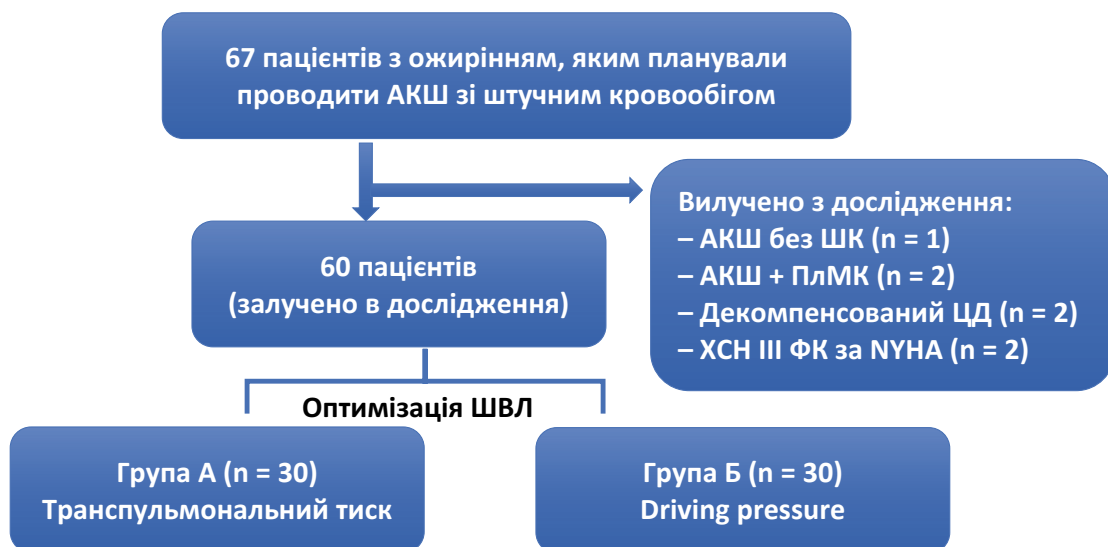 67 пацієнтів з ожирінням, яким планували
проводити АКШ зі штучним кровообігом
Вилучено з дослідження:
– АКШ без ШК (n = 1)
– АКШ + ПлМК (n = 2)
– Декомпенсований ЦД (n = 2)
– ХСН ІІІ ФК за NYHA (n = 2)
60 пацієнтів
(залучено в дослідження)
Оптимізація ШВЛ
Група А (n = 30)
Транспульмональний тиск
Група Б (n = 30)
Driving pressure